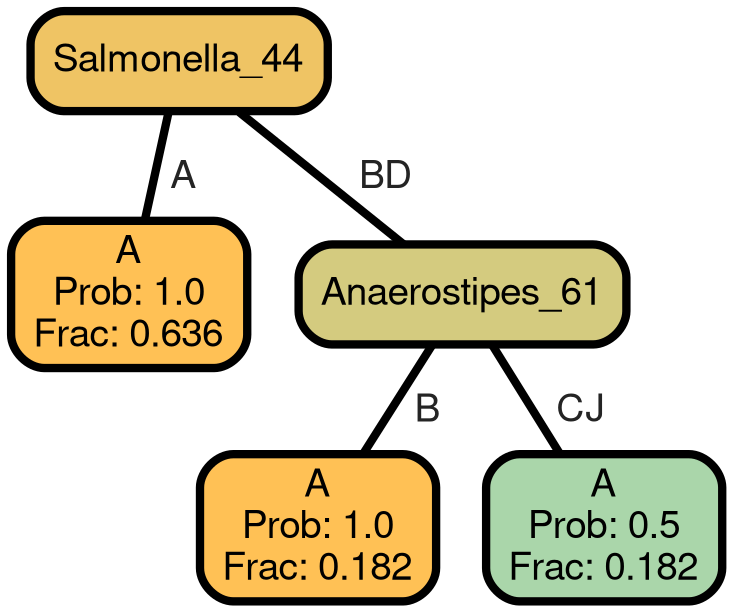 Salmonella_44
A
BD
A
Prob: 1.0
Frac: 0.636
Anaerostipes_61
B
CJ
A
Prob: 1.0
Frac: 0.182
A
Prob: 0.5
Frac: 0.182